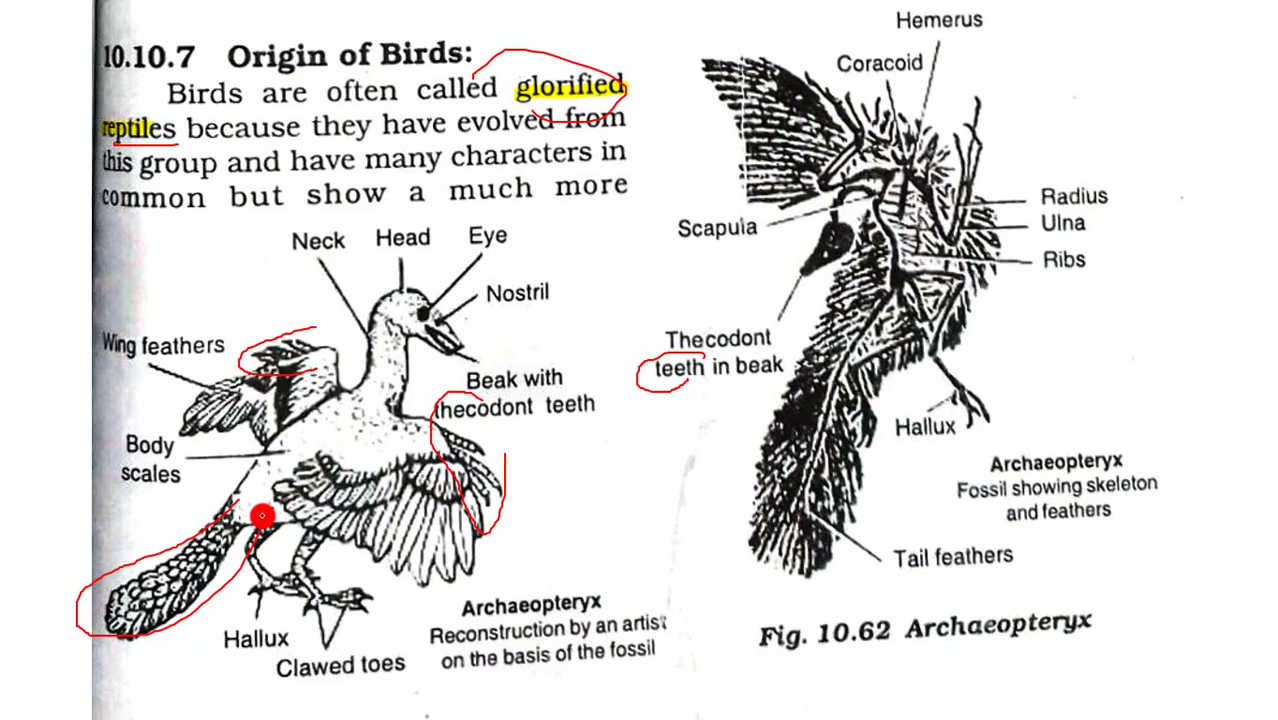 10.10.7 Origin of Birds:
Birds are often called glorified
reptiles because they have evolved from
this group and have many characters in
common but show a much more
Neck Head Eye
Nostril
Wing feathers
Beak with
thecodont teeth
Body
scales
Hallux
Clawed toes
Archaeopteryx
Reconstruction by an artist
on the basis of the fossil
Hemerus
Coracoid
Scapula
Radius
Ulna
Ribs
Thecodont
teeth in beak
Hallux
Archaeopteryx
Fossil showing skeleton
and feathers
Tail feathers
Fig. 10.62 Archaeopteryx